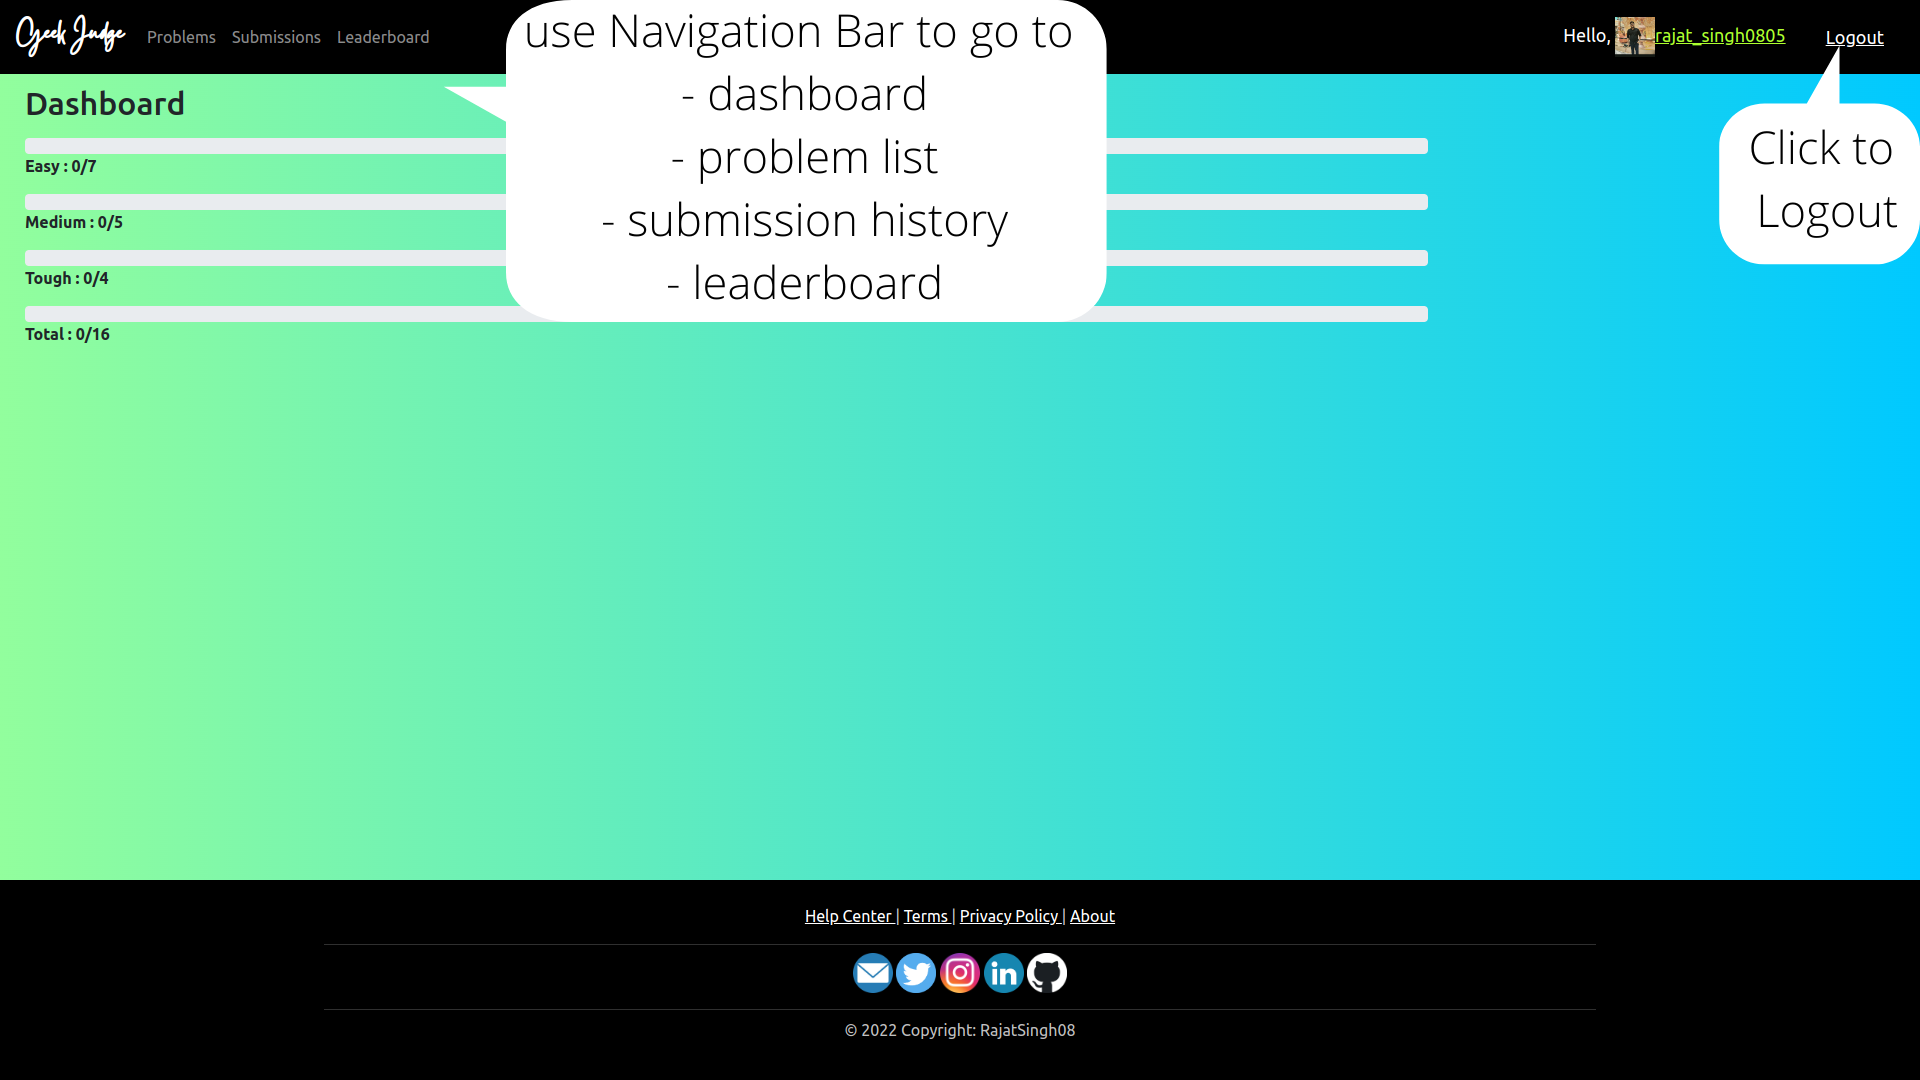 Geek Judge
Problems Submissions Leaderboard
use Navigation Bar to go to
- dashboard
- problem list
- submission history
- leaderboard
Hello, rajat_singh0805
Logout
Click to
Logout
Dashboard
Easy : 0/7
Medium : 0/5
Tough : 0/4
Total : 0/16
Help Center | Terms | Privacy Policy | About
in
© 2022 Copyright: RajatSingh08